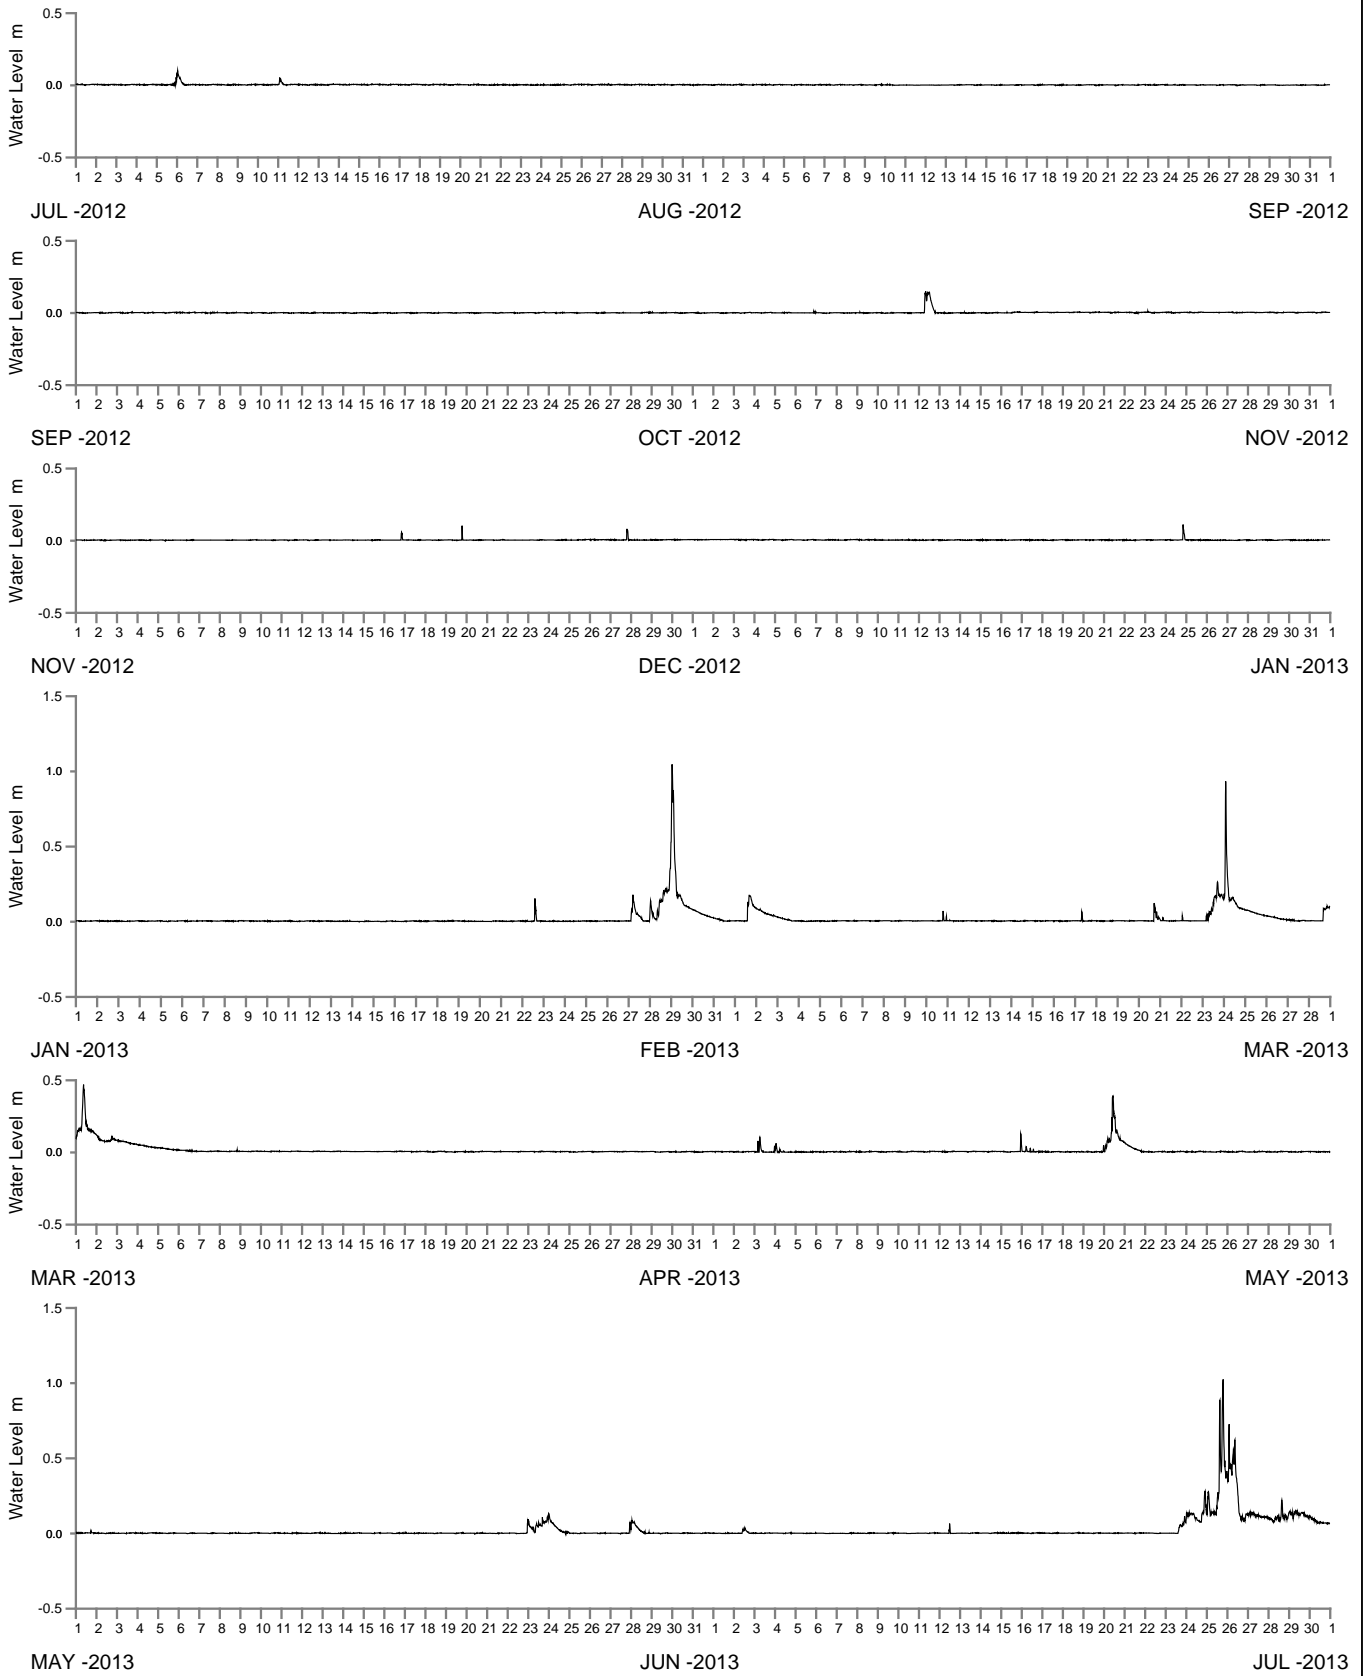 0.5
Water Level m
0.0
-0.5
1 2 3 4 5 6 7 8 9 10 11 12 13 14 15 16 17 18 19 20 21 22 23 24 25 26 27 28 29 30 31 1 2 3 4 5 6 7 8 9 10 11 12 13 14 15 16 17 18 19 20 21 22 23 24 25 26 27 28 29 30 31 1
JUL -2012 AUG -2012 SEP -2012
0.5
Water Level m
0.0
-0.5
1 2 3 4 5 6 7 8 9 10 11 12 13 14 15 16 17 18 19 20 21 22 23 24 25 26 27 28 29 30 1 2 3 4 5 6 7 8 9 10 11 12 13 14 15 16 17 18 19 20 21 22 23 24 25 26 27 28 29 30 31 1
SEP -2012 OCT -2012 NOV -2012
0.5
Water Level m
0.0
-0.5
1 2 3 4 5 6 7 8 9 10 11 12 13 14 15 16 17 18 19 20 21 22 23 24 25 26 27 28 29 30 1 2 3 4 5 6 7 8 9 10 11 12 13 14 15 16 17 18 19 20 21 22 23 24 25 26 27 28 29 30 31 1
NOV -2012 DEC -2012 JAN -2013
1.5
1.0
Water Level m
0.5
0.0
-0.5
1 2 3 4 5 6 7 8 9 10 11 12 13 14 15 16 17 18 19 20 21 22 23 24 25 26 27 28 29 30 31 1 2 3 4 5 6 7 8 9 10 11 12 13 14 15 16 17 18 19 20 21 22 23 24 25 26 27 28 1
JAN -2013 FEB -2013 MAR -2013
0.5
Water Level m
0.0
-0.5
1 2 3 4 5 6 7 8 9 10 11 12 13 14 15 16 17 18 19 20 21 22 23 24 25 26 27 28 29 30 31 1 2 3 4 5 6 7 8 9 10 11 12 13 14 15 16 17 18 19 20 21 22 23 24 25 26 27 28 29 30 1
MAR -2013 APR -2013 MAY -2013
1.5
1.0
Water Level m
0.5
0.0
-0.5
1 2 3 4 5 6 7 8 9 10 11 12 13 14 15 16 17 18 19 20 21 22 23 24 25 26 27 28 29 30 31 1 2 3 4 5 6 7 8 9 10 11 12 13 14 15 16 17 18 19 20 21 22 23 24 25 26 27 28 29 30 1
MAY -2013 JUN -2013 JUL -2013